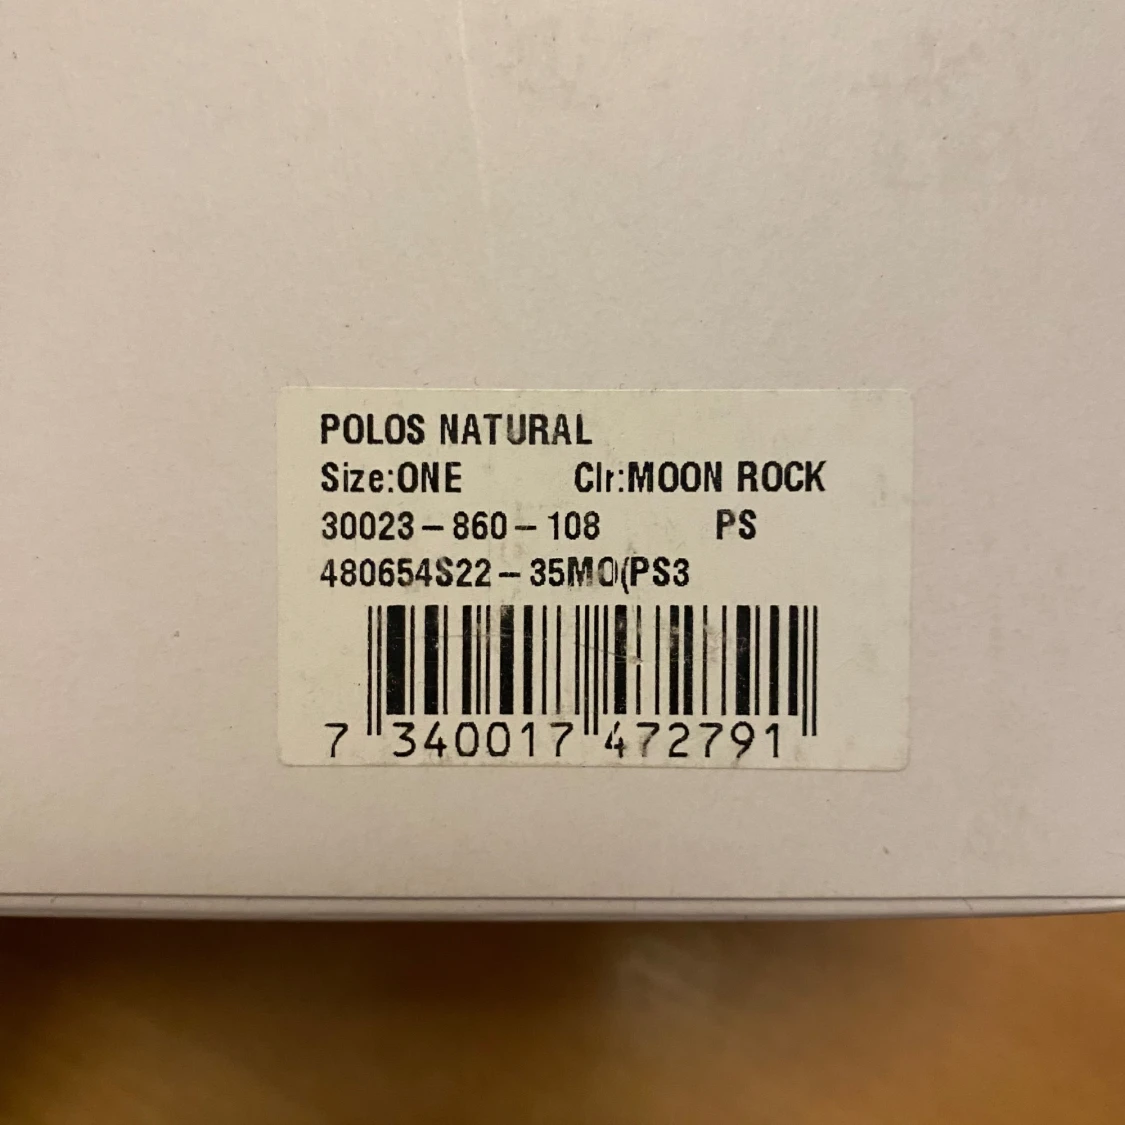 POLOS NATURAL
Size:ONE Clr:MOON ROCK
30023-860-108 PS
480654S22-35MO(PS3
7 340017 472791